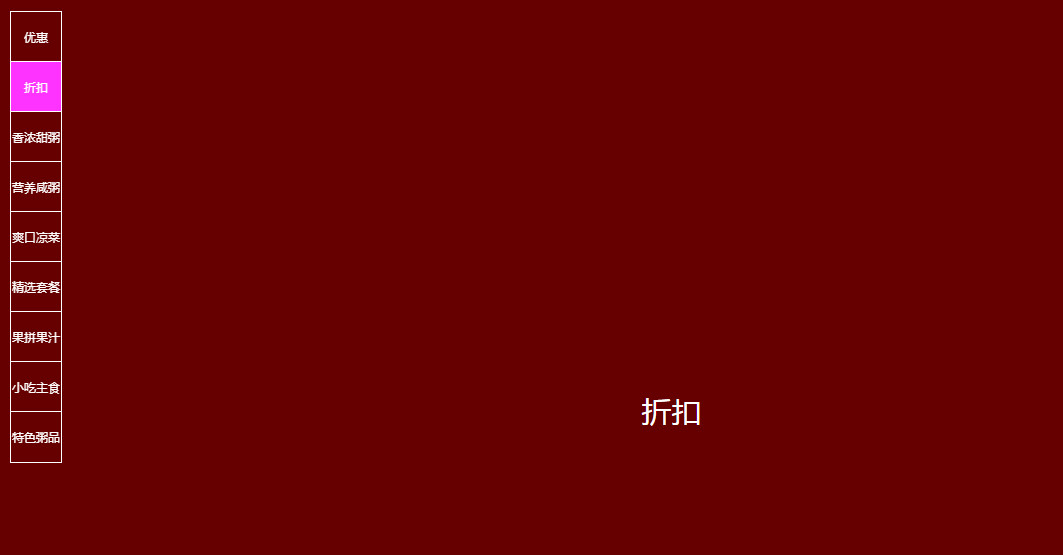 优惠
折扣
香浓甜粥
营养咸粥
爽口凉菜
精选套餐
果拼果汁
小吃主食
特色粥品
折扣